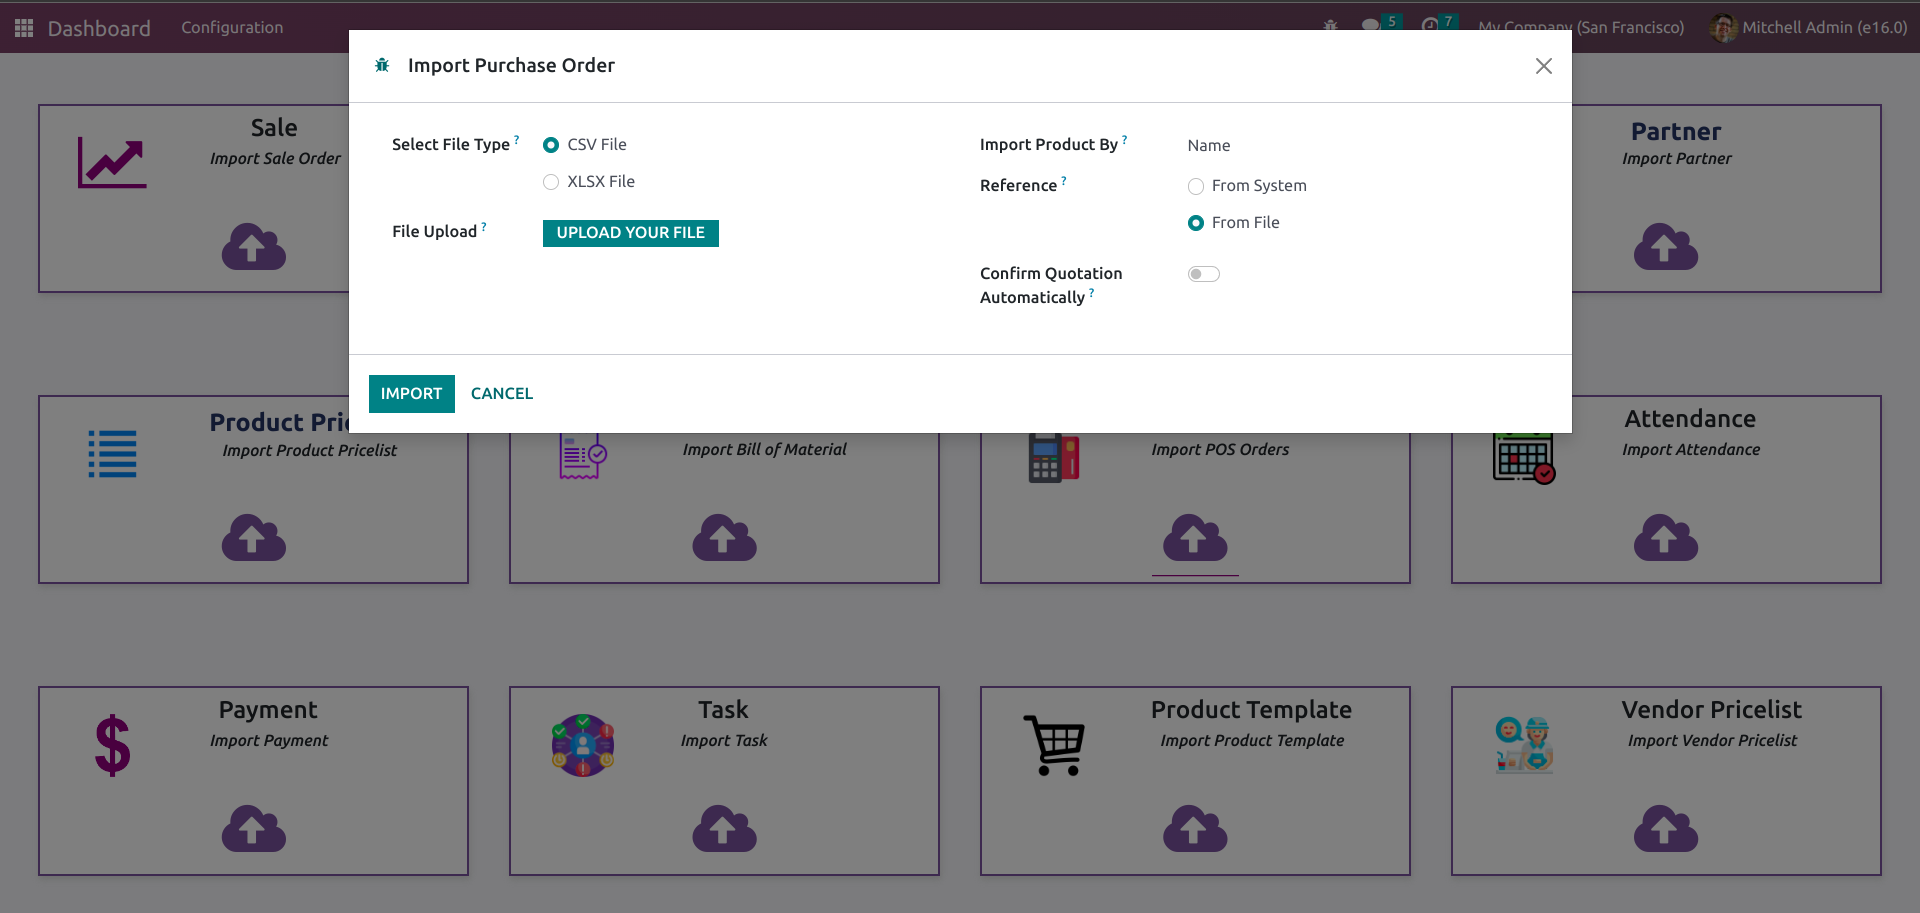 Dashboard
Configuration
5
7
My Company (San Francisco)
Mitchell Admin (e16.0)
Import Purchase Order
Select File Type ?
CSV File
XLSX File
File Upload ?
UPLOAD YOUR FILE
Import Product By ?
Name
Reference ?
From System
From File
Confirm Quotation
Automatically ?
IMPORT
CANCEL
Sale
Import Sale Order
Partner
Import Partner
Product Pri
Import Product Pricelist
Import Bill of Material
Import POS Orders
Attendance
Import Attendance
Payment
Import Payment
Task
Import Task
Product Template
Import Product Template
Vendor Pricelist
Import Vendor Pricelist